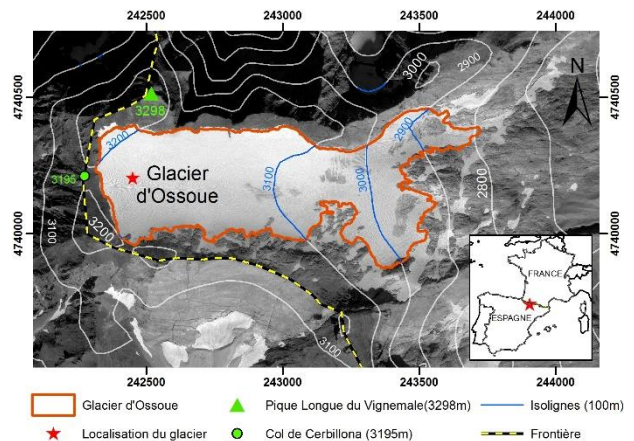 242500 243000 243500 244000
4740500
4740000
242500 243000 243500 244000
4740500
4740000
N
3298
3195
3200
3200
3100
3100
3000
2900
3000
2900
2800
3100
3100
Glacier
d'Ossoue
FRANCE
ESPAGNE
Glacier d'Ossoue
Pique Longue du Vignemale(3298m)
Isolignes (100m)
Localisation du glacier
Col de Cerbillona (3195m)
Frontière